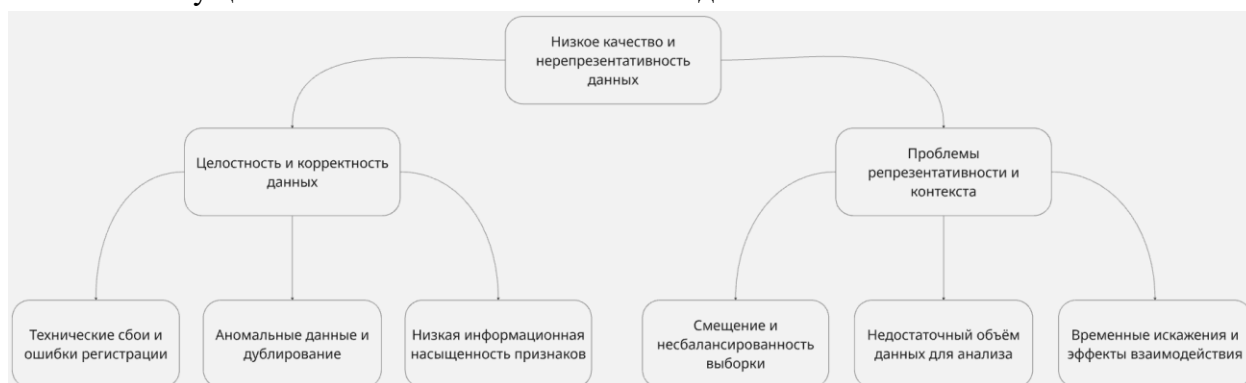 Низкое качество и
нерепрезентативность
данных
Целостность и корректность
данных
Проблемы
репрезентативности и
контекста
Технические сбои и
ошибки регистрации
Аномальные данные и
дублирование
Низкая информационная
насыщенность признаков
Смещение и
несбалансированность
выборки
Недостаточный объём
данных для анализа
Временные искажения и
эффекты взаимодействия